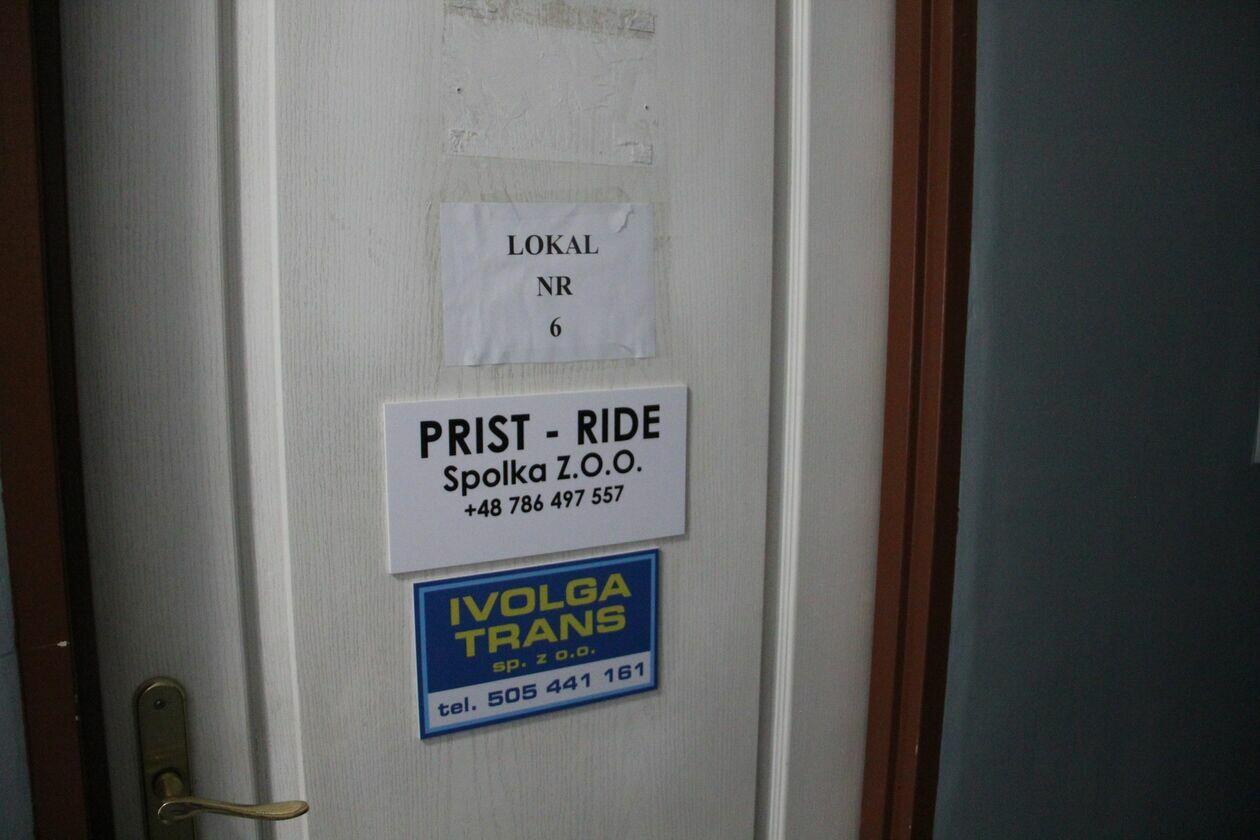 LOKAL
NR
6
PRIST - RIDE
Spolka Z.O.O.
+48 786 497 557
IVOLGA
TRANS
sp. z o.o.
tel. 505 441 161